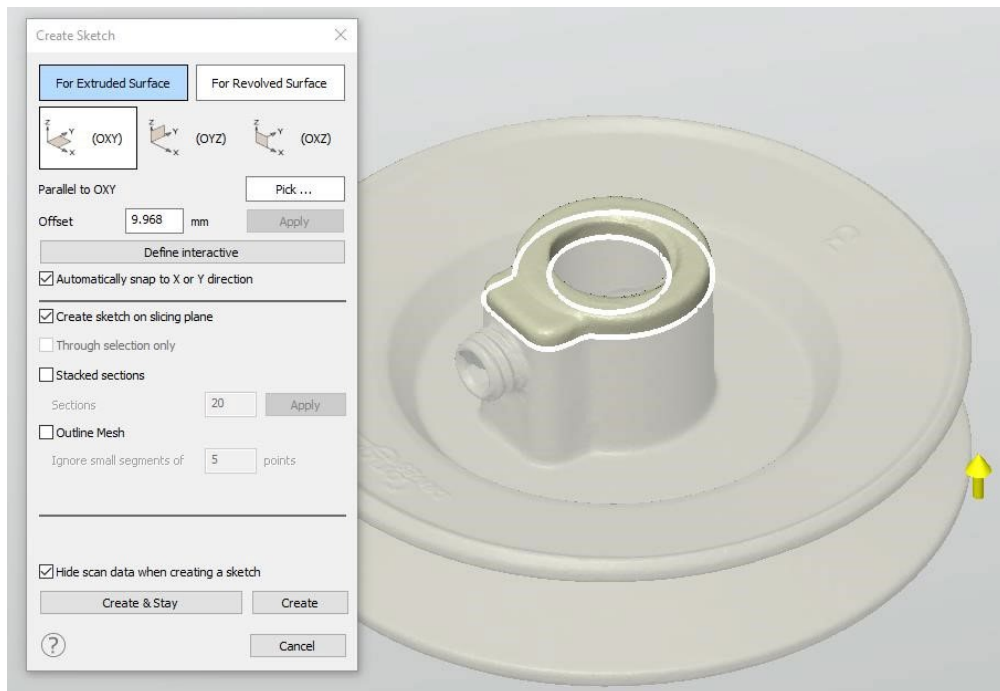 Create Sketch
For Extruded Surface For Revolved Surface
Z Y X (OXY) Z Y X (OYZ) Z Y X (OXZ)
Parallel to OXY Pick ...
Offset 9.968 mm Apply
Define interactive
Automatically snap to X or Y direction
Create sketch on slicing plane
Through selection only
Stacked sections
Sections 20 Apply
Outline Mesh
Ignore small segments of 5 points
Hide scan data when creating a sketch
Create & Stay Create
? Cancel